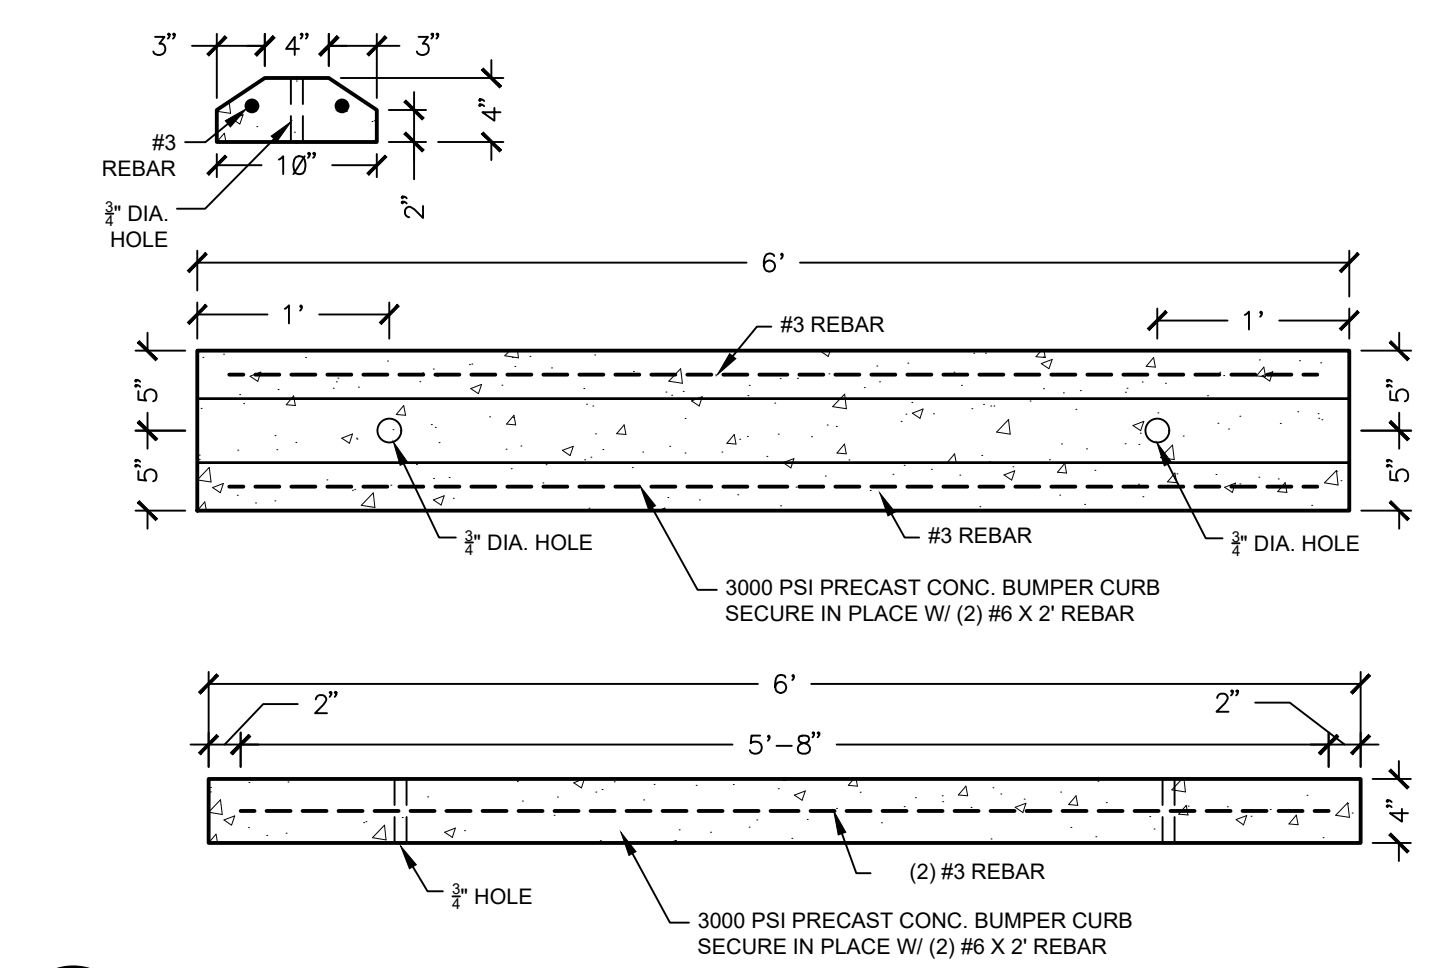 3” 4” 3”
4”
#3
REBAR
10”
2”
¾" DIA.
HOLE
6’
1’ 1’
#3 REBAR
5” 5”
5” 5”
¾" DIA. HOLE
#3 REBAR
¾" DIA. HOLE
3000 PSI PRECAST CONC. BUMPER CURB
SECURE IN PLACE W/ (2) #6 X 2' REBAR
6’
2” 2”
5’-8”
4”
(2) #3 REBAR
¾" HOLE
3000 PSI PRECAST CONC. BUMPER CURB
SECURE IN PLACE W/ (2) #6 X 2' REBAR